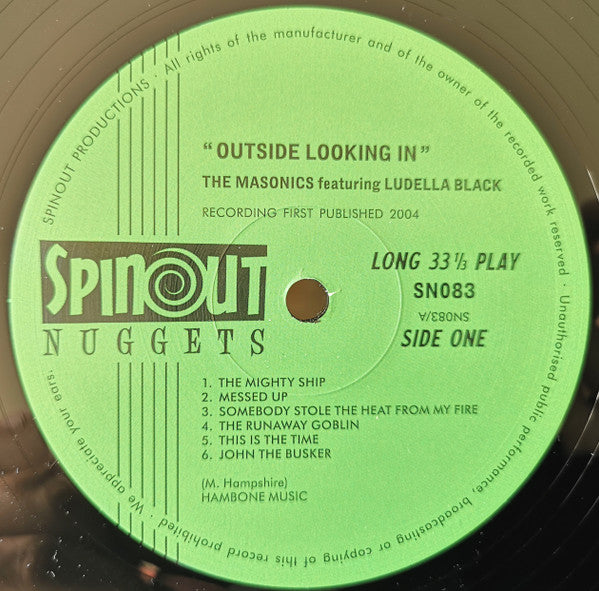 SPINOUT PRODUCTIONS · All rights of the manufacturer and of the owner of the recorded work reserved · Unauthorised public performance, broadcasting or copying of this record prohibited · We appreciate your ears.
"OUTSIDE LOOKING IN"
THE MASONICS featuring LUDELLA BLACK
RECORDING FIRST PUBLISHED 2004
SPINOUT
NUGGETS
LONG 33 1/3 PLAY
SN083
SN083/A
SIDE ONE
1. THE MIGHTY SHIP
2. MESSED UP
3. SOMEBODY STOLE THE HEAT FROM MY FIRE
4. THE RUNAWAY GOBLIN
5. THIS IS THE TIME
6. JOHN THE BUSKER
(M. Hampshire)
HAMBONE MUSIC